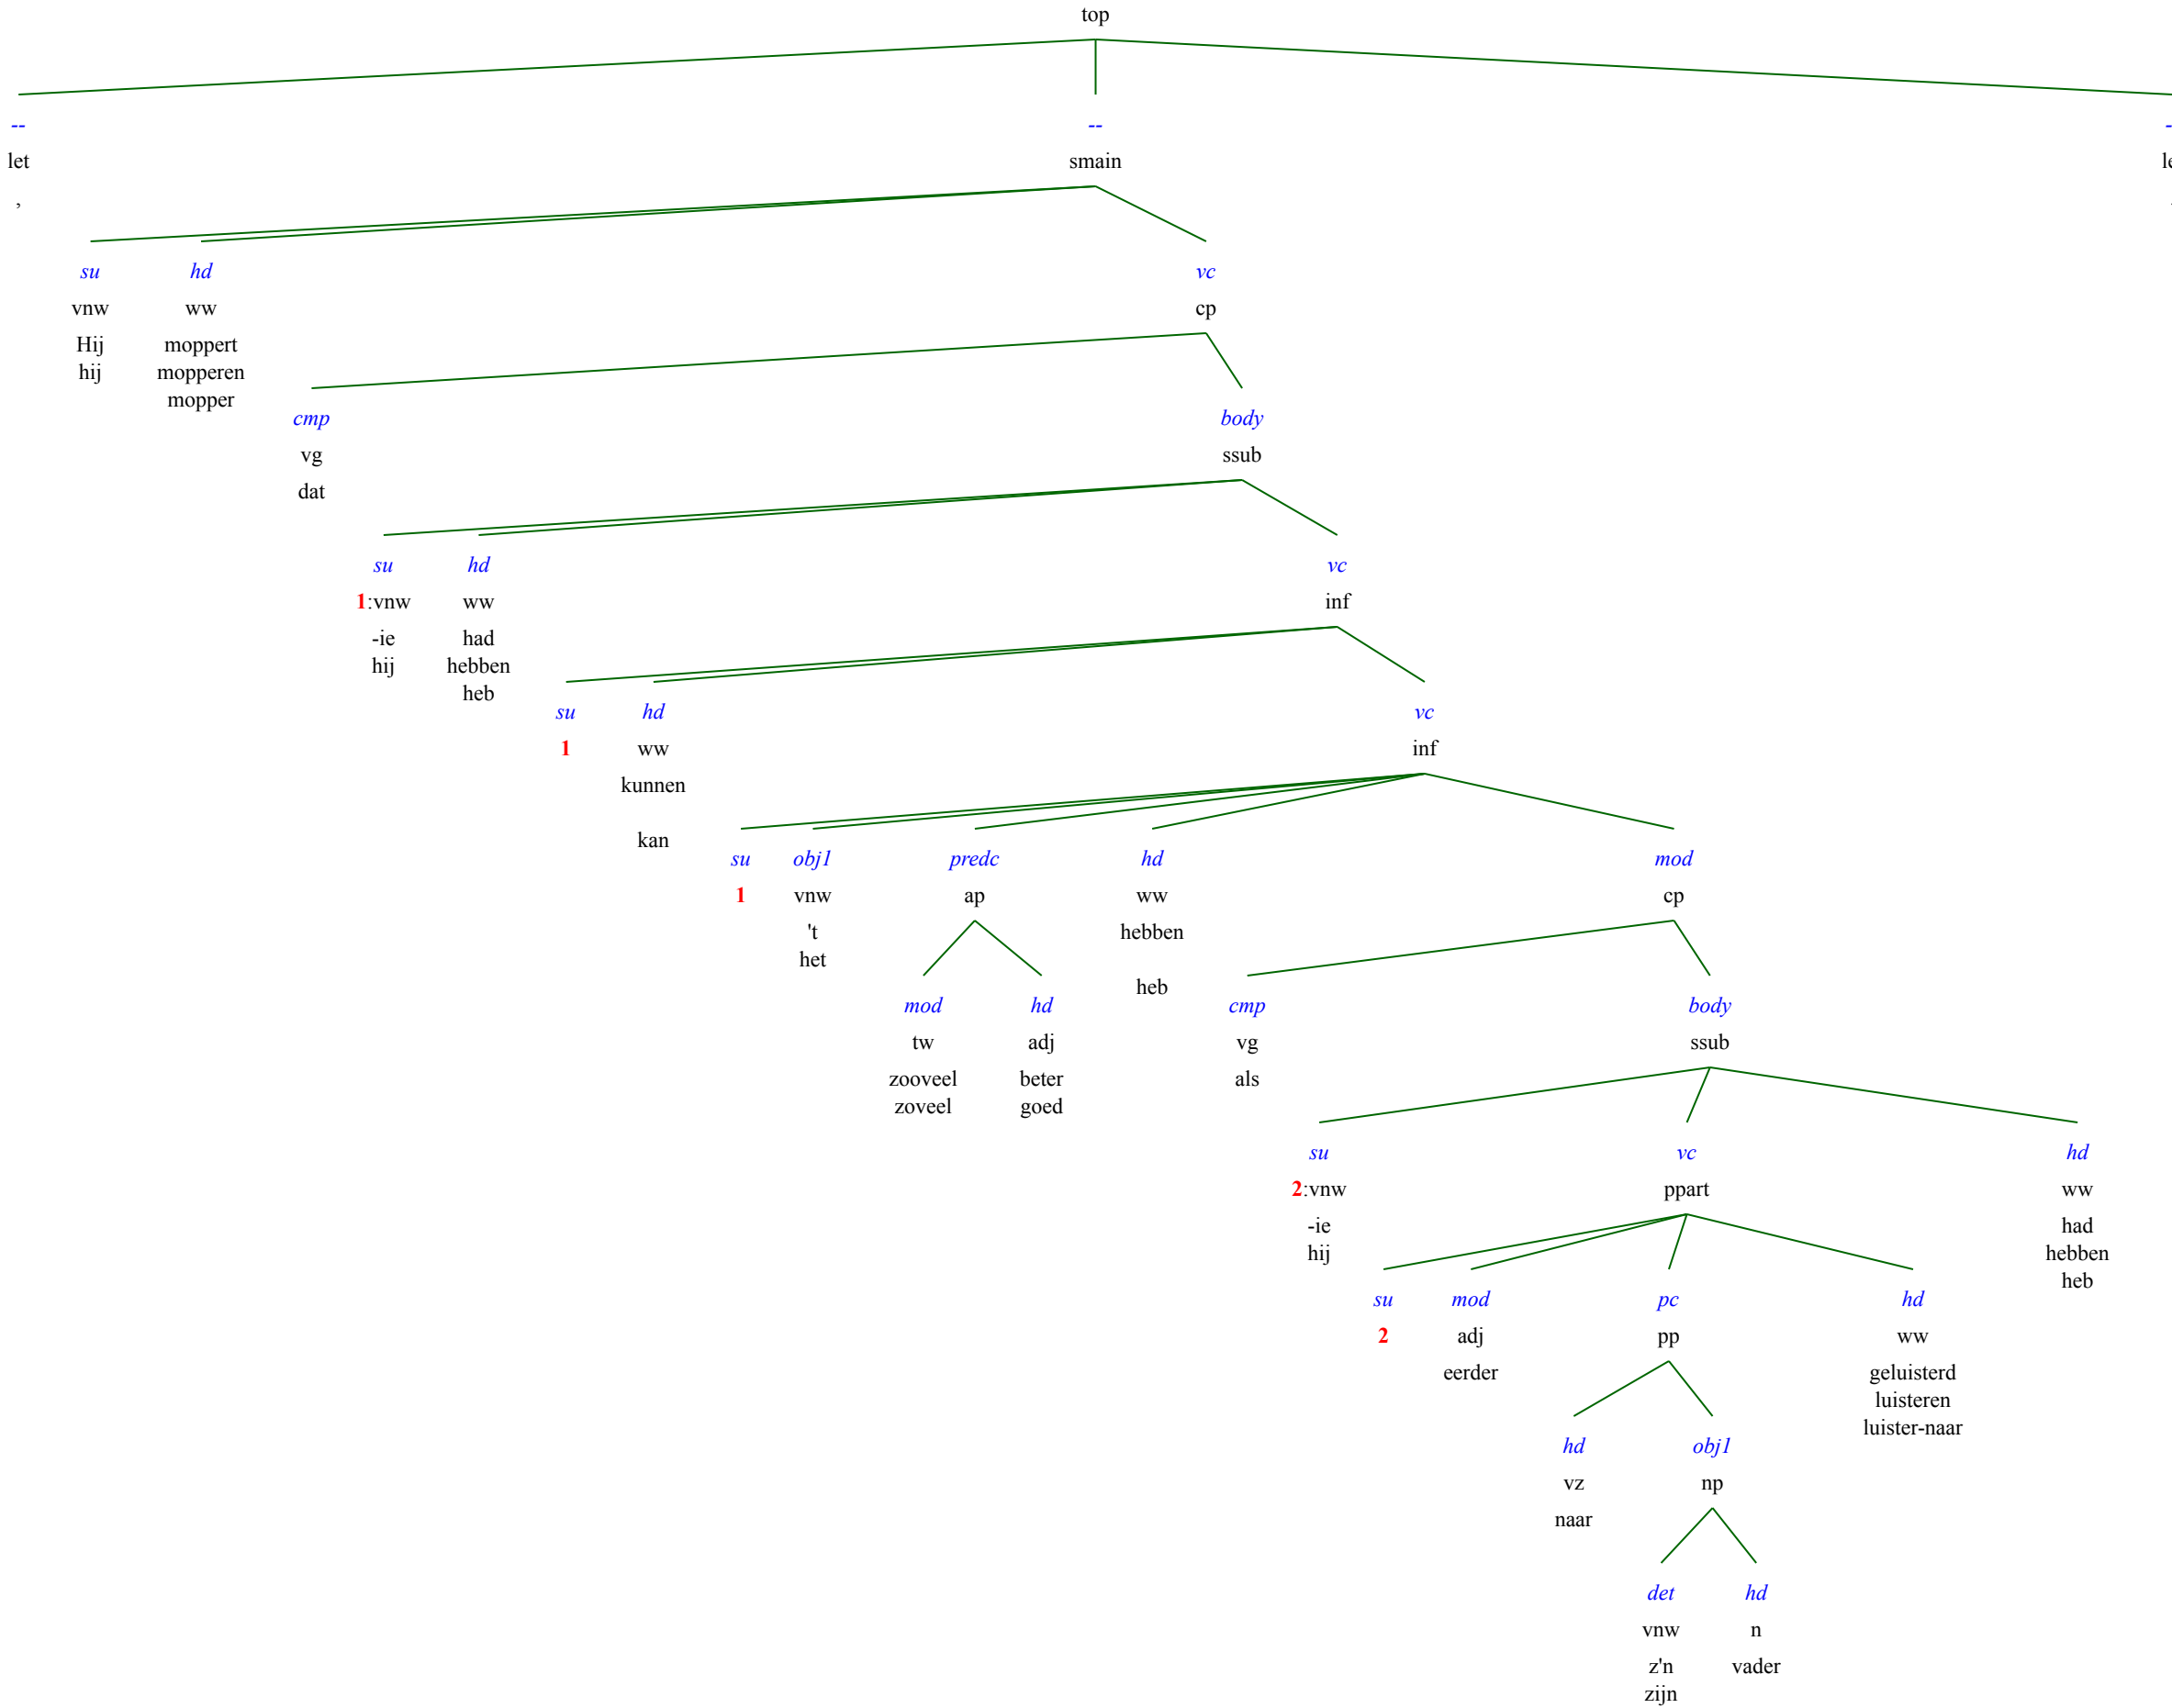 top
-- -- -
let smain le
,
su hd vc
vnw ww cp
Hij moppert
hij mopperen
mopper
cmp body
vg ssub
dat
su hd vc
1:vnw ww inf
-ie had
hij hebben
heb
su hd vc
1 ww inf
kunnen
kan
su obj1 predc hd mod
1 vnw ap ww cp
't hebben
het
heb
mod hd cmp body
tw adj vg ssub
zooveel beter als
zoveel goed
su vc hd
2:vnw ppart ww
-ie had
hij hebben
heb
su mod pc hd
2 adj pp ww
eerder geluisterd
luisteren
luister-naar
hd obj1
vz np
naar
det hd
vnw n
z'n vader
zijn